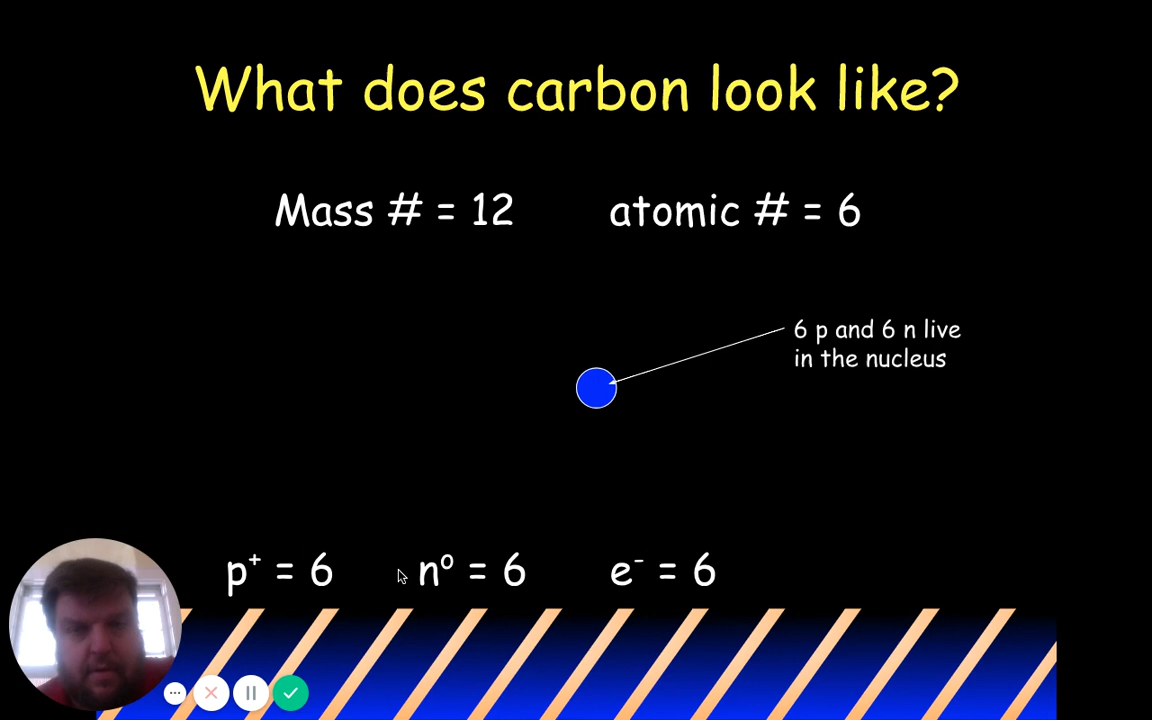 What does carbon look like?
Mass # = 12 atomic # = 6
6 p and 6 n live
in the nucleus
p⁺ = 6 n⁰ = 6 e⁻ = 6